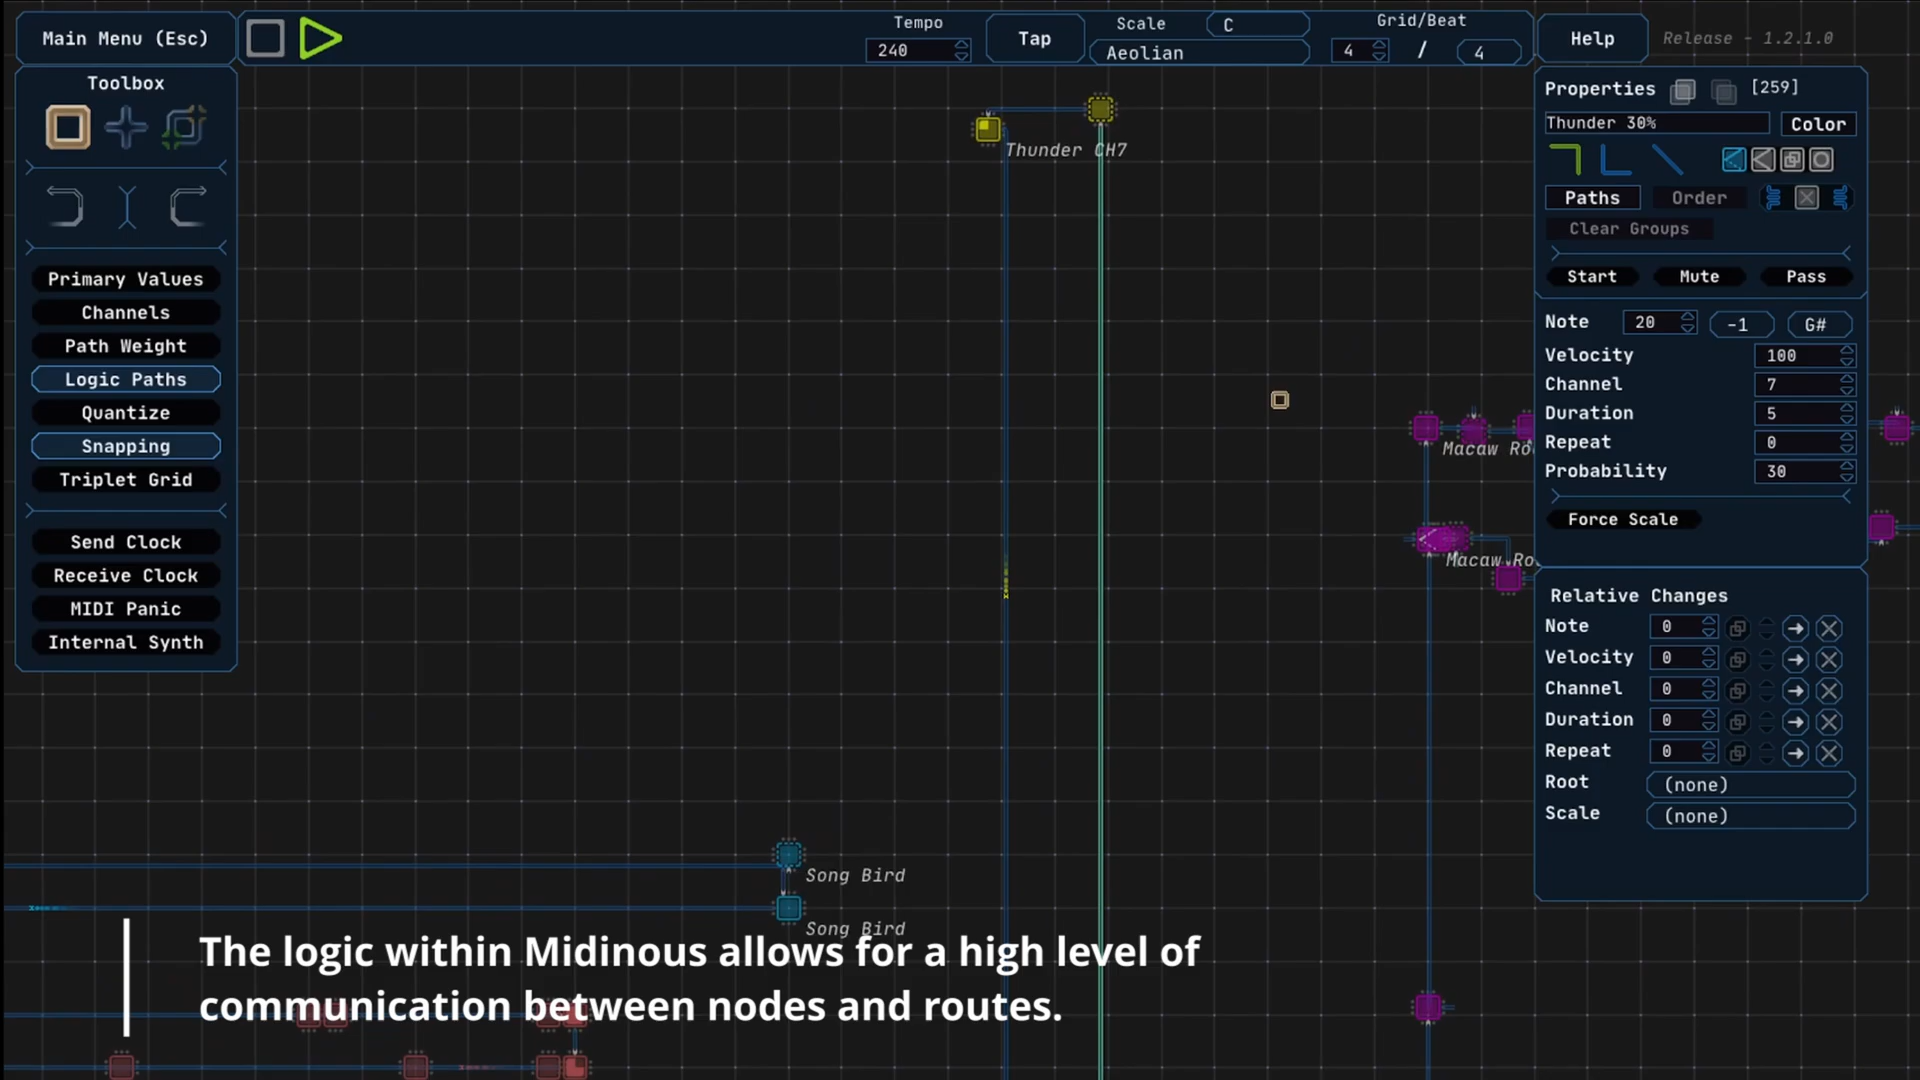 Main Menu (Esc)
Tempo
240
Tap
Scale
C
Aeolian
Grid/Beat
4 / 4
Help
Release - 1.2.1.0
Toolbox
Primary Values
Channels
Path Weight
Logic Paths
Quantize
Snapping
Triplet Grid
Send Clock
Receive Clock
MIDI Panic
Internal Synth
Thunder CH7
Macaw Ro
Macaw Ro
Song Bird
Song Bird
Properties [259]
Thunder 30% Color
Paths Order
Clear Groups
Start Mute Pass
Note 20 -1 G#
Velocity 100
Channel 7
Duration 5
Repeat 0
Probability 30
Force Scale
Relative Changes
Note 0
Velocity 0
Channel 0
Duration 0
Repeat 0
Root (none)
Scale (none)
The logic within Midinous allows for a high level of
communication between nodes and routes.